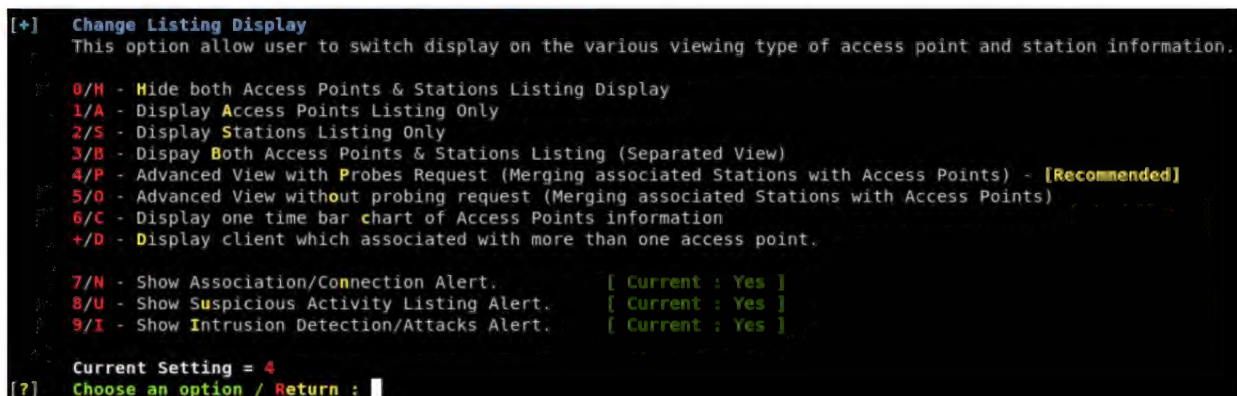 [+] Change Listing Display
This option allow user to switch display on the various viewing type of access point and station information.
0/H - Hide both Access Points & Stations Listing Display
1/A - Display Access Points Listing Only
2/S - Display Stations Listing Only
3/B - Dispay Both Access Points & Stations Listing (Separated View)
4/P - Advanced View with Probes Request (Merging associated Stations with Access Points) - [Recommended]
5/O - Advanced View without probing request (Merging associated Stations with Access Points)
6/C - Display one time bar chart of Access Points information
+/D - Display client which associated with more than one access point.
7/N - Show Association/Connection Alert. [ Current : Yes ]
8/U - Show Suspicious Activity Listing Alert. [ Current : Yes ]
9/I - Show Intrusion Detection/Attacks Alert. [ Current : Yes ]
Current Setting = 4
[?] Choose an option / Return :